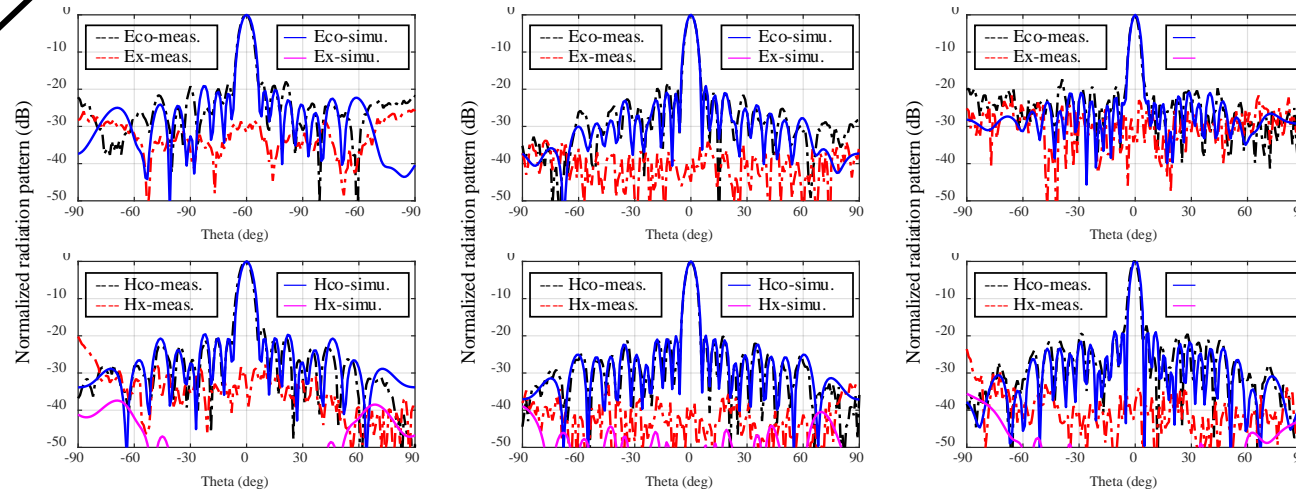 0 0 0
Eco-meas. Eco-simu. Eco-meas. Eco-simu. Eco-meas.
Ex-meas. Ex-simu. Ex-meas. Ex-simu. Ex-meas.
-10 -10 -10
-20 -20 -20
-30 -30 -30
-40 -40 -40
-50 -50 -50
-90 -60 -30 -60 -90 -60 -90
-90 -60 -30 0 30 60 90
-90 -60 -30 0 30 60 90
Theta (deg) Theta (deg) Theta (deg)
Normalized radiation pattern (dB)
Normalized radiation pattern (dB)
Normalized radiation pattern (dB)
0 0 0
Hco-meas. Hco-simu. Hco-meas. Hco-simu. Hco-meas.
Hx-meas. Hx-simu. Hx-meas. Hx-simu. Hx-meas.
-10 -10 -10
-20 -20 -20
-30 -30 -30
-40 -40 -40
-50 -50 -50
-90 -60 -30 0 30 60 90
-90 -60 -30 0 30 60 90
-90 -60 -30 0 30 60 90
Theta (deg) Theta (deg) Theta (deg)